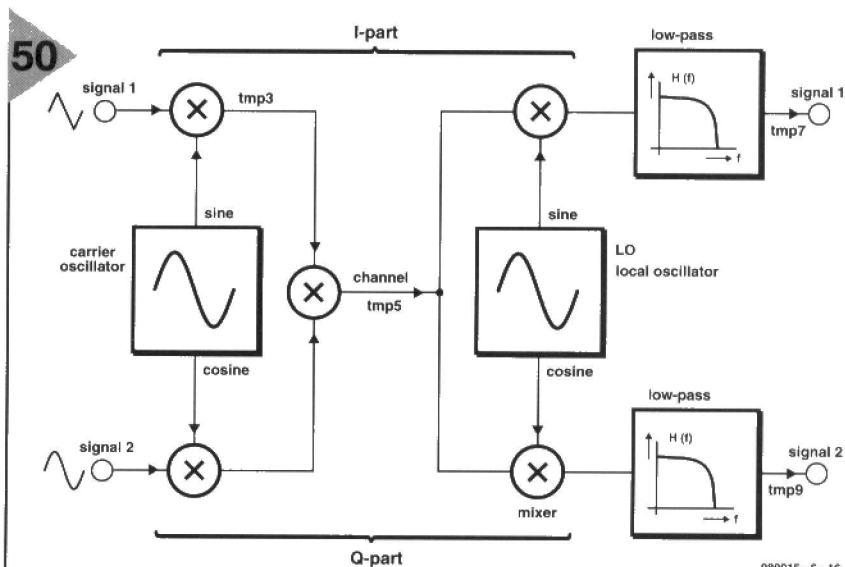 50
I-part
low-pass
signal 1
tmp3
H (f)
f
signal 1
tmp7
sine
carrier
oscillator
sine
LO
local oscillator
channel
tmp5
cosine
cosine
low-pass
signal 2
H (f)
f
signal 2
tmp9
mixer
Q-part